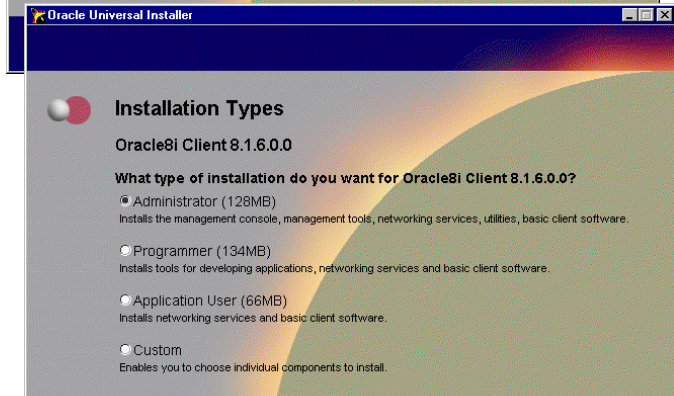 Oracle Universal Installer
Installation Types
Oracle8i Client 8.1.6.0.0
What type of installation do you want for Oracle8i Client 8.1.6.0.0?
Administrator (128MB)
Installs the management console, management tools, networking services, utilities, basic client software.
Programmer (134MB)
Installs tools for developing applications, networking services and basic client software.
Application User (66MB)
Installs networking services and basic client software.
Custom
Enables you to choose individual components to install.